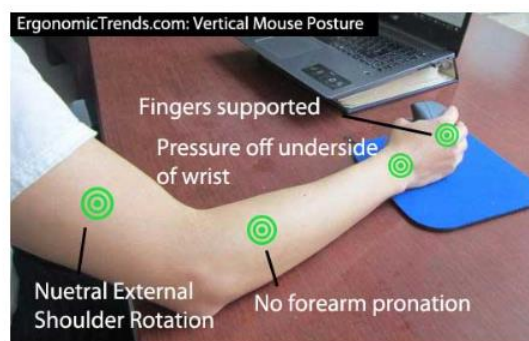 ErgonomicTrends.com: Vertical Mouse Posture
Fingers supported
Pressure off underside
of wrist
Nuetral External
Shoulder Rotation
No forearm pronation